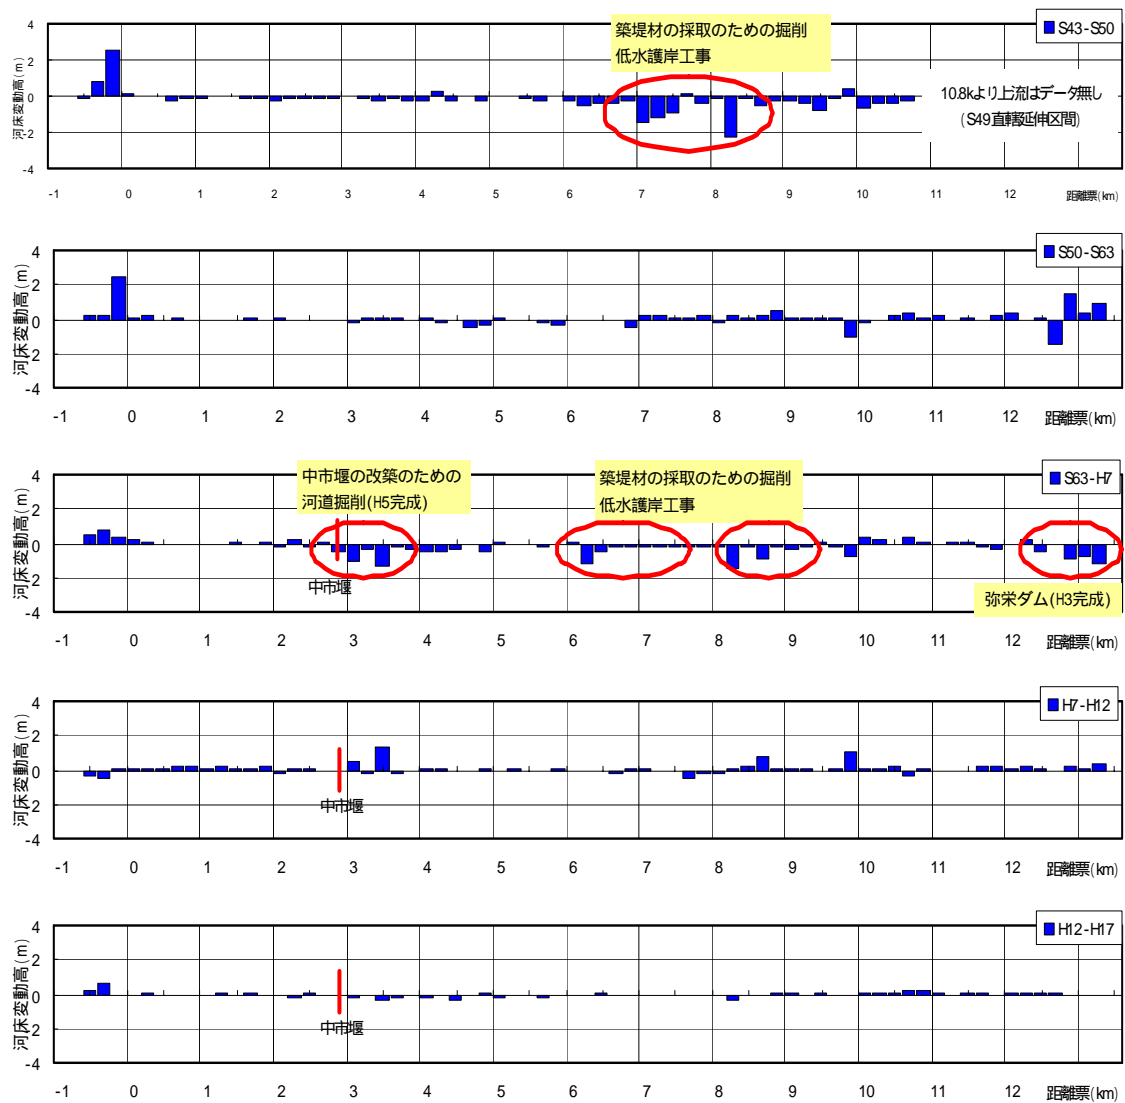 築堤材の採取のための掘削
低水護岸工事
S43-S50
10.8kより上流はデータ無し
(S49直轄延伸区間)
河床変動高(m)
4
2
0
-2
-4
-1 0 1 2 3 4 5 6 7 8 9 10 11 12 距離票(km)
S50-S63
河床変動高(m)
4
2
0
-2
-4
-1 0 1 2 3 4 5 6 7 8 9 10 11 12 距離票(km)
中市堰の改築のための
河道掘削(H5完成)
築堤材の採取のための掘削
低水護岸工事
S63-H7
河床変動高(m)
4
2
0
-2
-4
中市堰
弥栄ダム(H3完成)
-1 0 1 2 3 4 5 6 7 8 9 10 11 12 距離票(km)
H7-H12
河床変動高(m)
4
2
0
-2
-4
中市堰
-1 0 1 2 3 4 5 6 7 8 9 10 11 12 距離票(km)
H12-H17
河床変動高(m)
4
2
0
-2
-4
中市堰
-1 0 1 2 3 4 5 6 7 8 9 10 11 12 距離票(km)